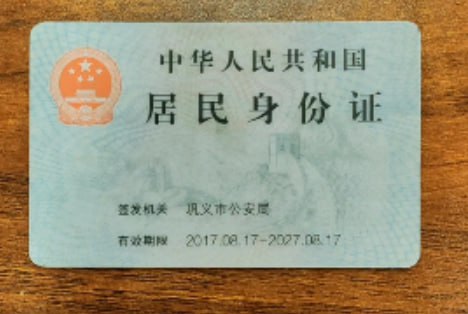 中华人民共和国
居民身份证
签发机关 巩义市公安局
有效期限 2017.08.17-2027.08.17